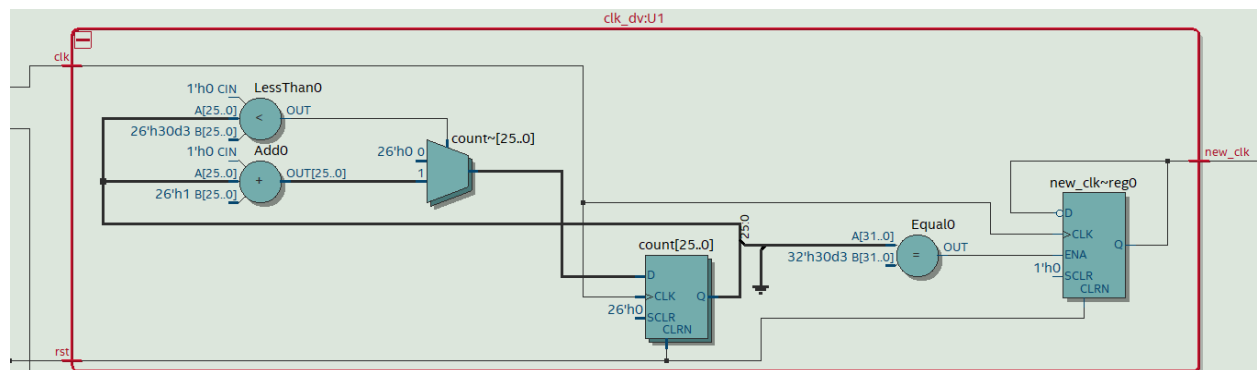 clk_dv:U1
clk
1'h0 CIN
LessThan0
A[25..0]
OUT
<
26'h30d3 B[25..0]
count~[25..0]
1'h0 CIN
Add0
26'h0 0
A[25..0]
OUT[25..0]
1
+
26'h1 B[25..0]
new_clk
new_clk~reg0
D
25:0
Equal0
count[25..0]
A[31..0]
CLK
OUT
Q
32'h30d3 B[31..0]
=
ENA
D
1'h0
SCLR
CLK
Q
CLRN
26'h0
SCLR
CLRN
rst